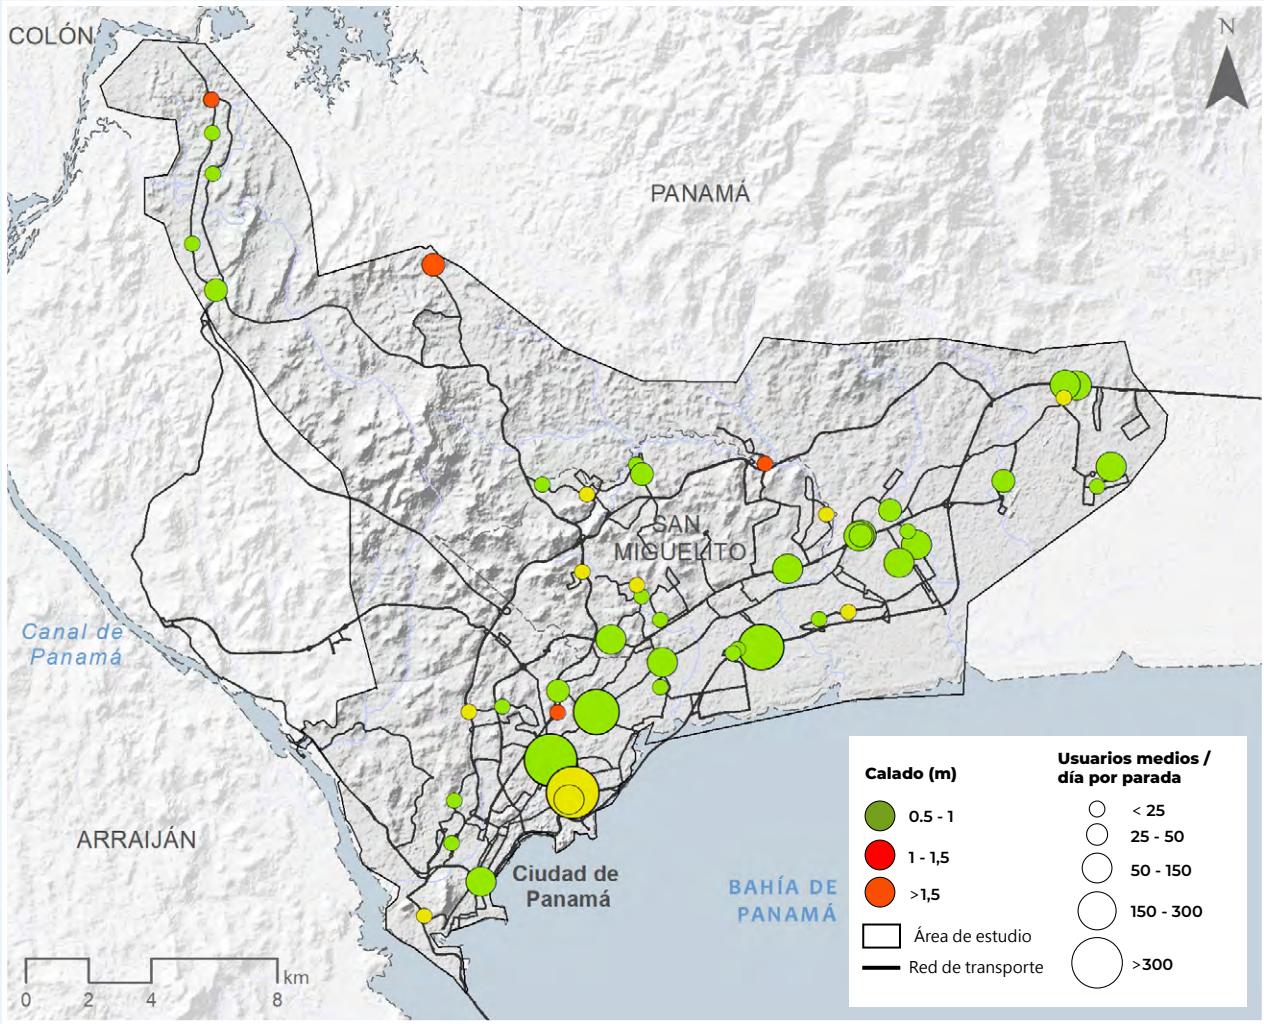 COLÓN
N
PANAMÁ
SAN
MIGUELITO
Canal de
Panamá
ARRAIJÁN
Ciudad de
Panamá
BAHÍA DE
PANAMÁ
Calado (m)
0.5 - 1
1 - 1,5
>1,5
Área de estudio
Red de transporte
Usuarios medios /
día por parada
< 25
25 - 50
50 - 150
150 - 300
>300
km
0 2 4 8